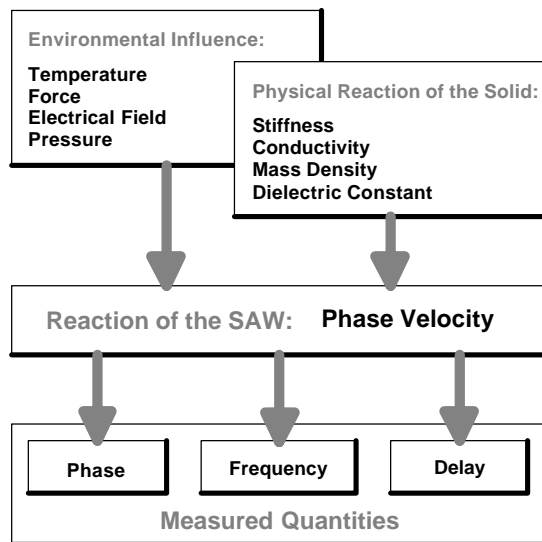 Environmental Influence:
Temperature
Force
Electrical Field
Pressure
Physical Reaction of the Solid:
Stiffness
Conductivity
Mass Density
Dielectric Constant
Reaction of the SAW: Phase Velocity
Phase Frequency Delay
Measured Quantities